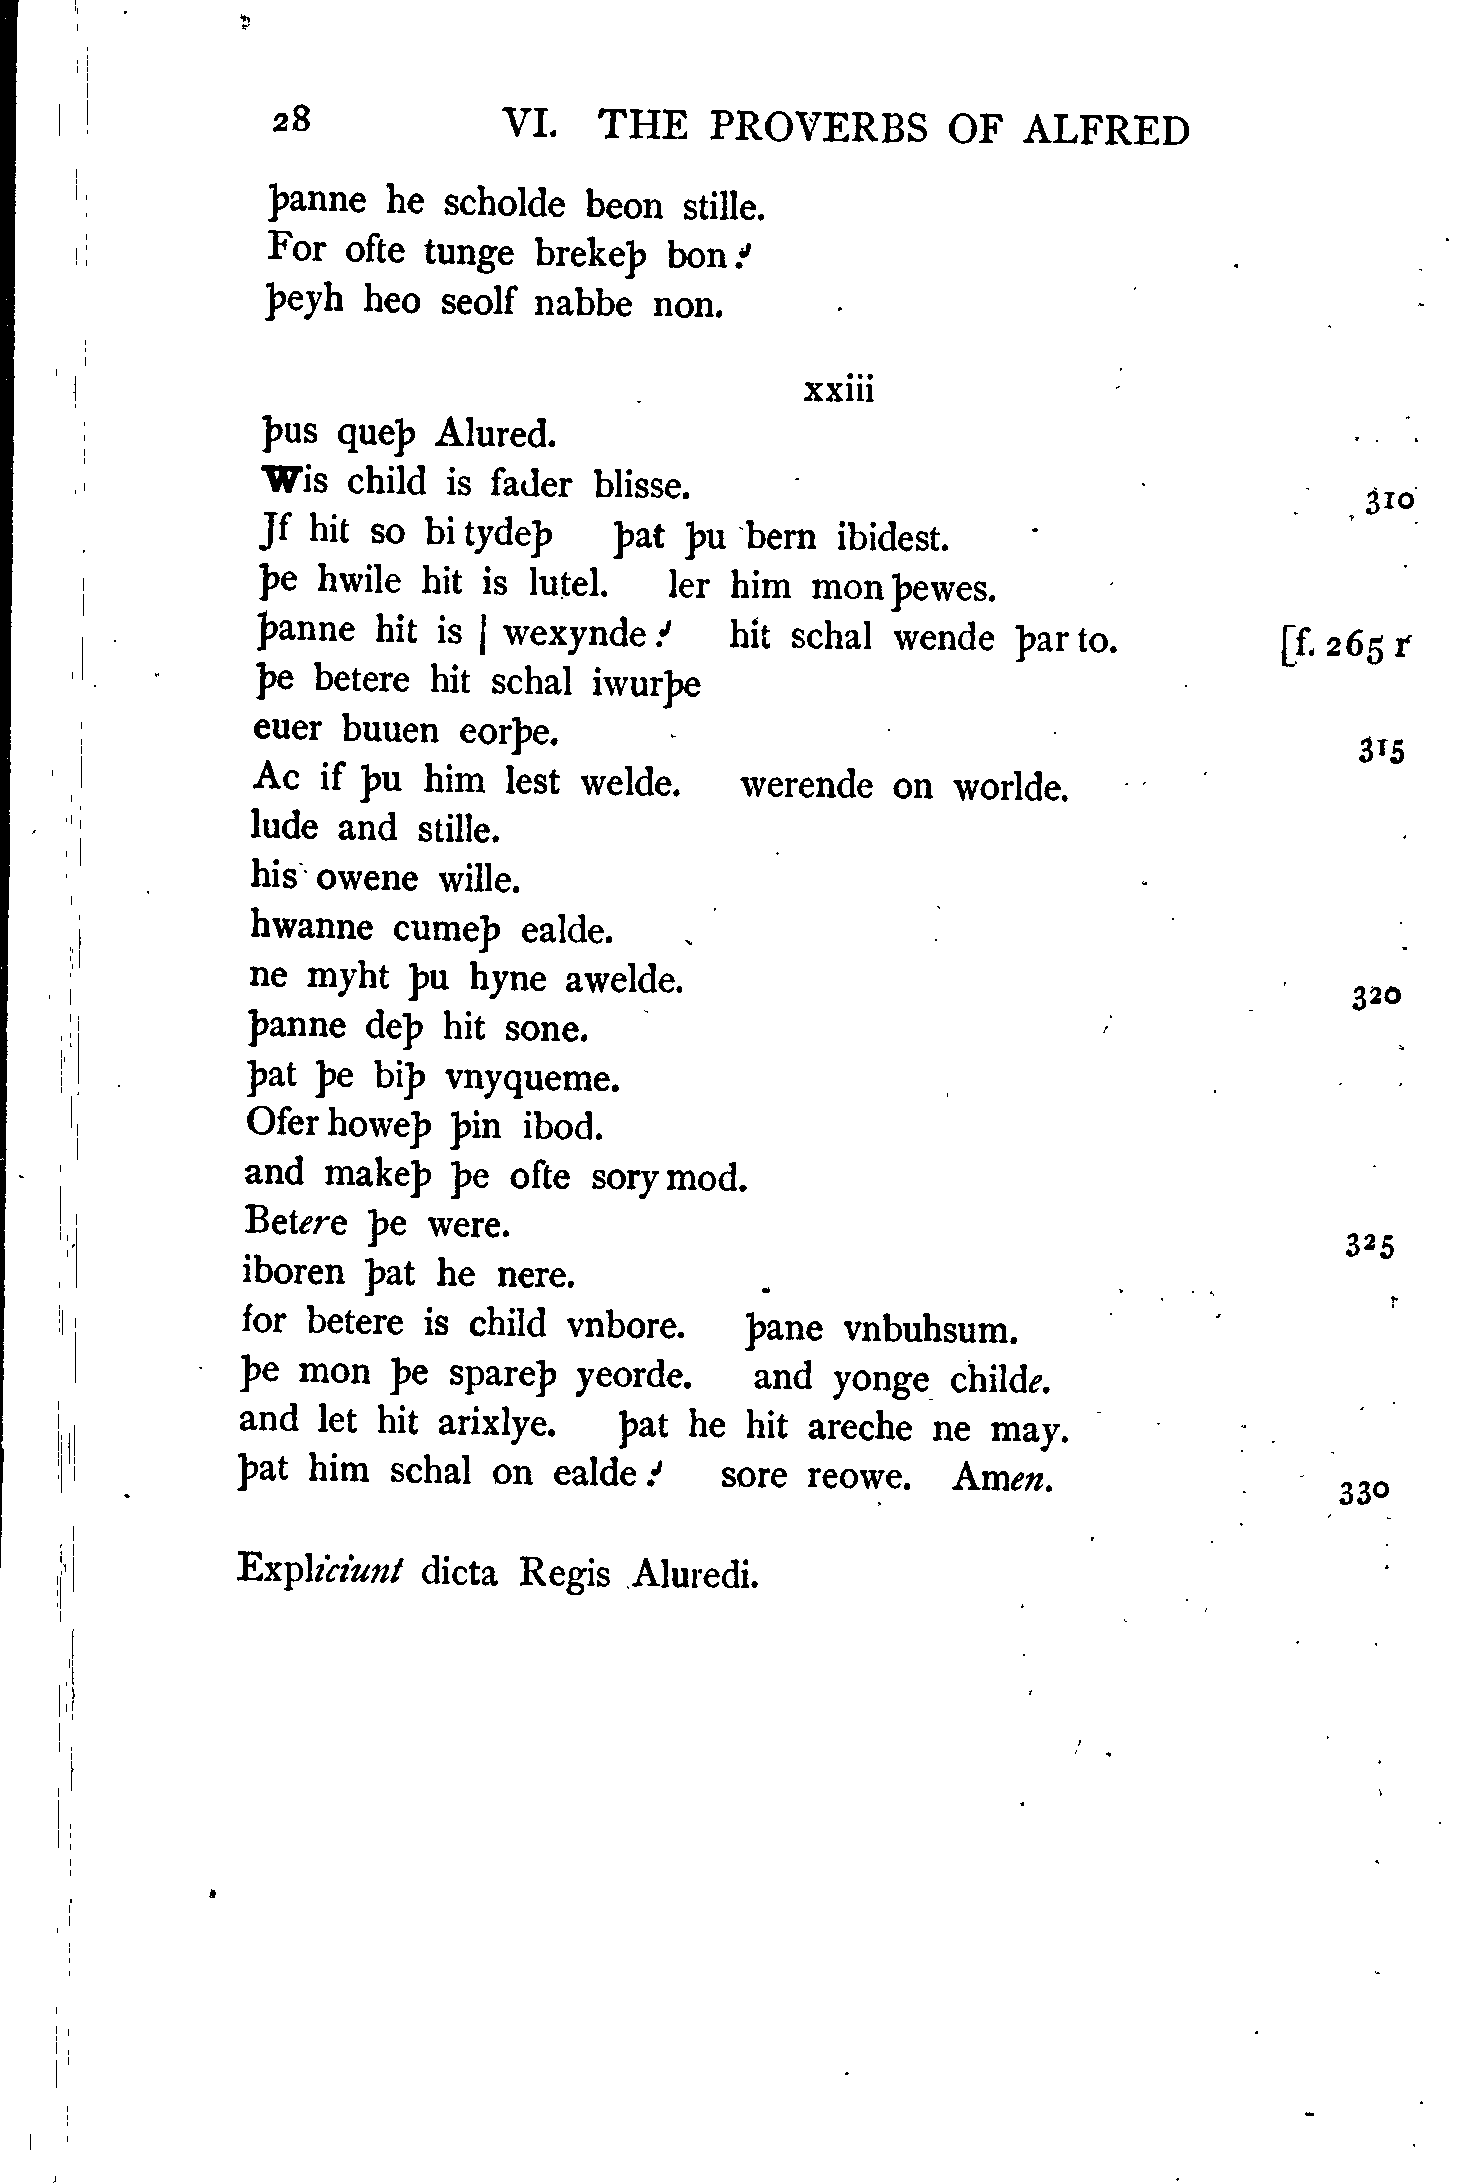 28 VI. THE PROVERBS OF ALFRED
þanne he scholde beon stille.
For ofte tunge brekeþ bon :'
þeyh heo seolf nabbe non.
xxiii
þus queþ Alured.
Wis child is fader blisse. 310
Jf hit so bi tydeþ þat þu bern ibidest.
þe hwile hit is lutel. ler him mon þewes.
þanne hit is | wexynde :' hit schal wende þar to. [f. 265 r
þe betere hit schal iwurþe
euer buuen eorþe. 315
Ac if þu him lest welde. werende on worlde.
lude and stille.
his owene wille.
hwanne cumeþ ealde.
ne myht þu hyne awelde. 320
þanne deþ hit sone.
þat þe biþ vnyqueme.
Ofer howeþ þin ibod.
and makeþ þe ofte sory mod.
Betere þe were. 325
iboren þat he nere.
for betere is child vnbore. þane vnbuhsum.
þe mon þe spareþ yeorde. and yonge childe.
and let hit arixlye. þat he hit areche ne may.
þat him schal on ealde :' sore reowe. Amen. 330
Expliciunt dicta Regis Aluredi.